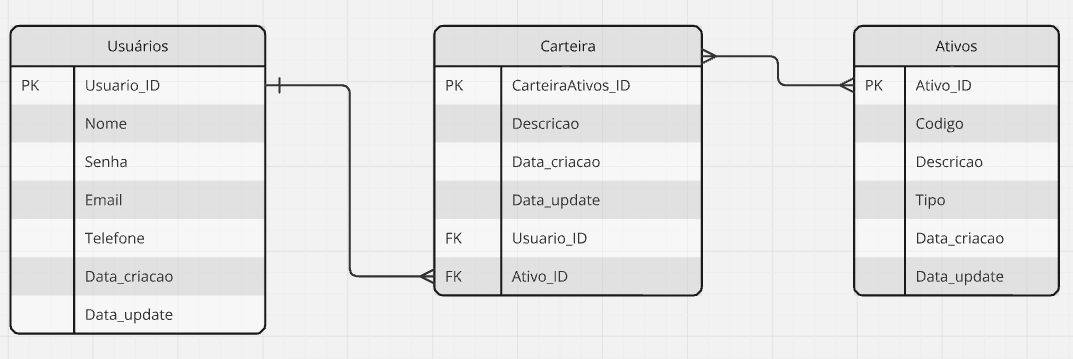 Usuários
PK Usuario_ID
Nome
Senha
Email
Telefone
Data_criacao
Data_update
Carteira
PK CarteiraAtivos_ID
Descricao
Data_criacao
Data_update
FK Usuario_ID
FK Ativo_ID
Ativos
PK Ativo_ID
Codigo
Descricao
Tipo
Data_criacao
Data_update